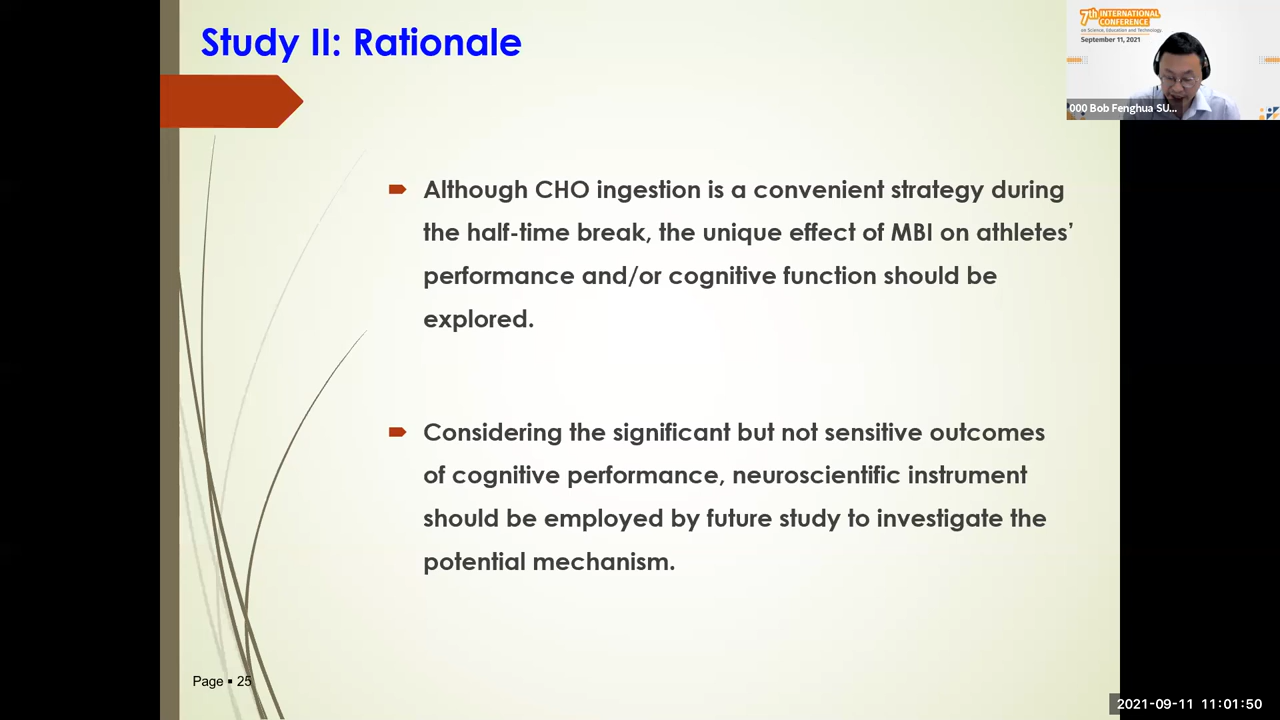 Study II: Rationale
7th INTERNATIONAL
CONFERENCE
on Science, Education and Technology
September 11, 2021
000 Bob Fenghua SU...
Although CHO ingestion is a convenient strategy during
the half-time break, the unique effect of MBI on athletes’
performance and/or cognitive function should be
explored.
Considering the significant but not sensitive outcomes
of cognitive performance, neuroscientific instrument
should be employed by future study to investigate the
potential mechanism.
Page ▪ 25
2021-09-11 11:01:50